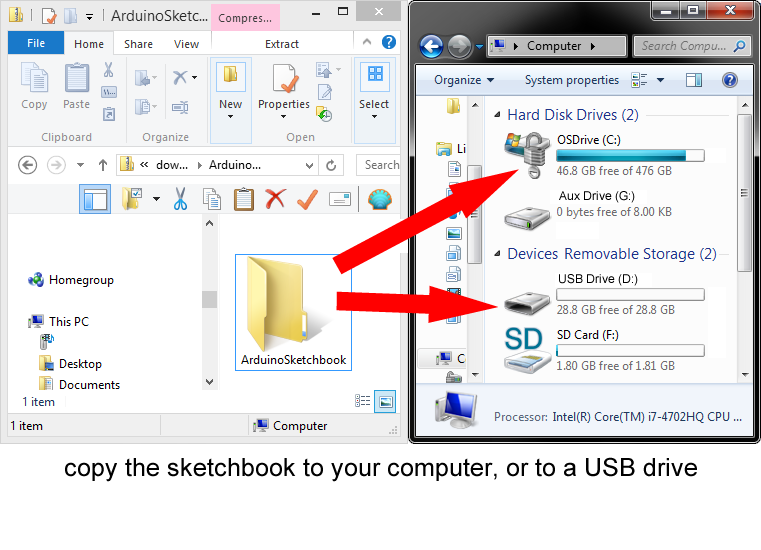 ArduinoSketch...
Compres...
File
Home
Share
View
Extract
Copy
Paste
New
Properties
Select
Clipboard
Organize
Open
« dow... Arduino...
Search
Homegroup
This PC
Desktop
Documents
ArduinoSketchbook
1 item
1 item
Computer
Computer
Search Compu...
Organize
System properties
Li
C
Hard Disk Drives (2)
OSDrive (C:)
46.8 GB free of 476 GB
Aux Drive (G:)
0 bytes free of 8.00 KB
Devices Removable Storage (2)
USB Drive (D:)
28.8 GB free of 28.8 GB
SD
SD Card (F:)
1.80 GB free of 1.81 GB
Processor: Intel(R) Core(TM) i7-4702HQ CPU ...
copy the sketchbook to your computer, or to a USB drive